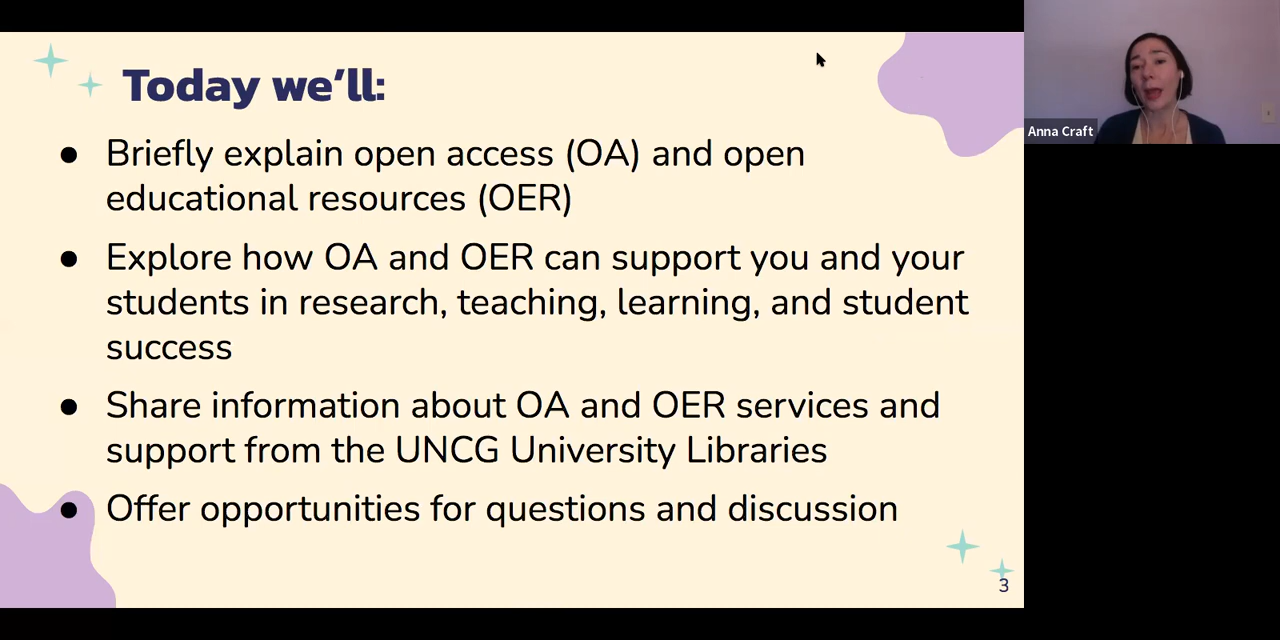 Today we’ll:
● Briefly explain open access (OA) and open
educational resources (OER)
● Explore how OA and OER can support you and your
students in research, teaching, learning, and student
success
● Share information about OA and OER services and
support from the UNCG University Libraries
● Offer opportunities for questions and discussion
3
Anna Craft